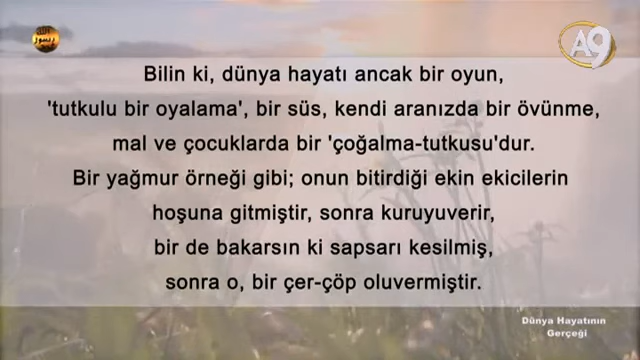 A9
Bilin ki, dünya hayatı ancak bir oyun,
'tutkulu bir oyalama', bir süs, kendi aranızda bir övünme,
mal ve çocuklarda bir 'çoğalma-tutkusu'dur.
Bir yağmur örneği gibi; onun bitirdiği ekin ekicilerin
hoşuna gitmiştir, sonra kuruyuverir,
bir de bakarsın ki sapsarı kesilmiş,
sonra o, bir çer-çöp oluvermiştir.
Dünya Hayatının
Gerçeği